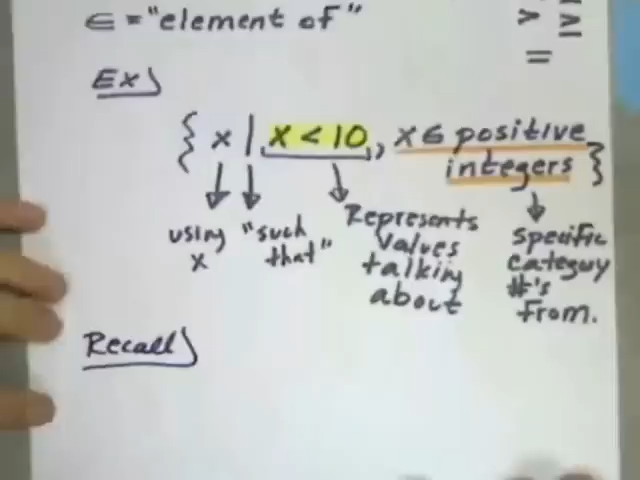 ∈ = "element of"
> ≥
=
Ex)
{ x | x < 10, x ∈ positive
integers }
using "such Represents specific
x that" values category
talking #'s
about from.
Recall)